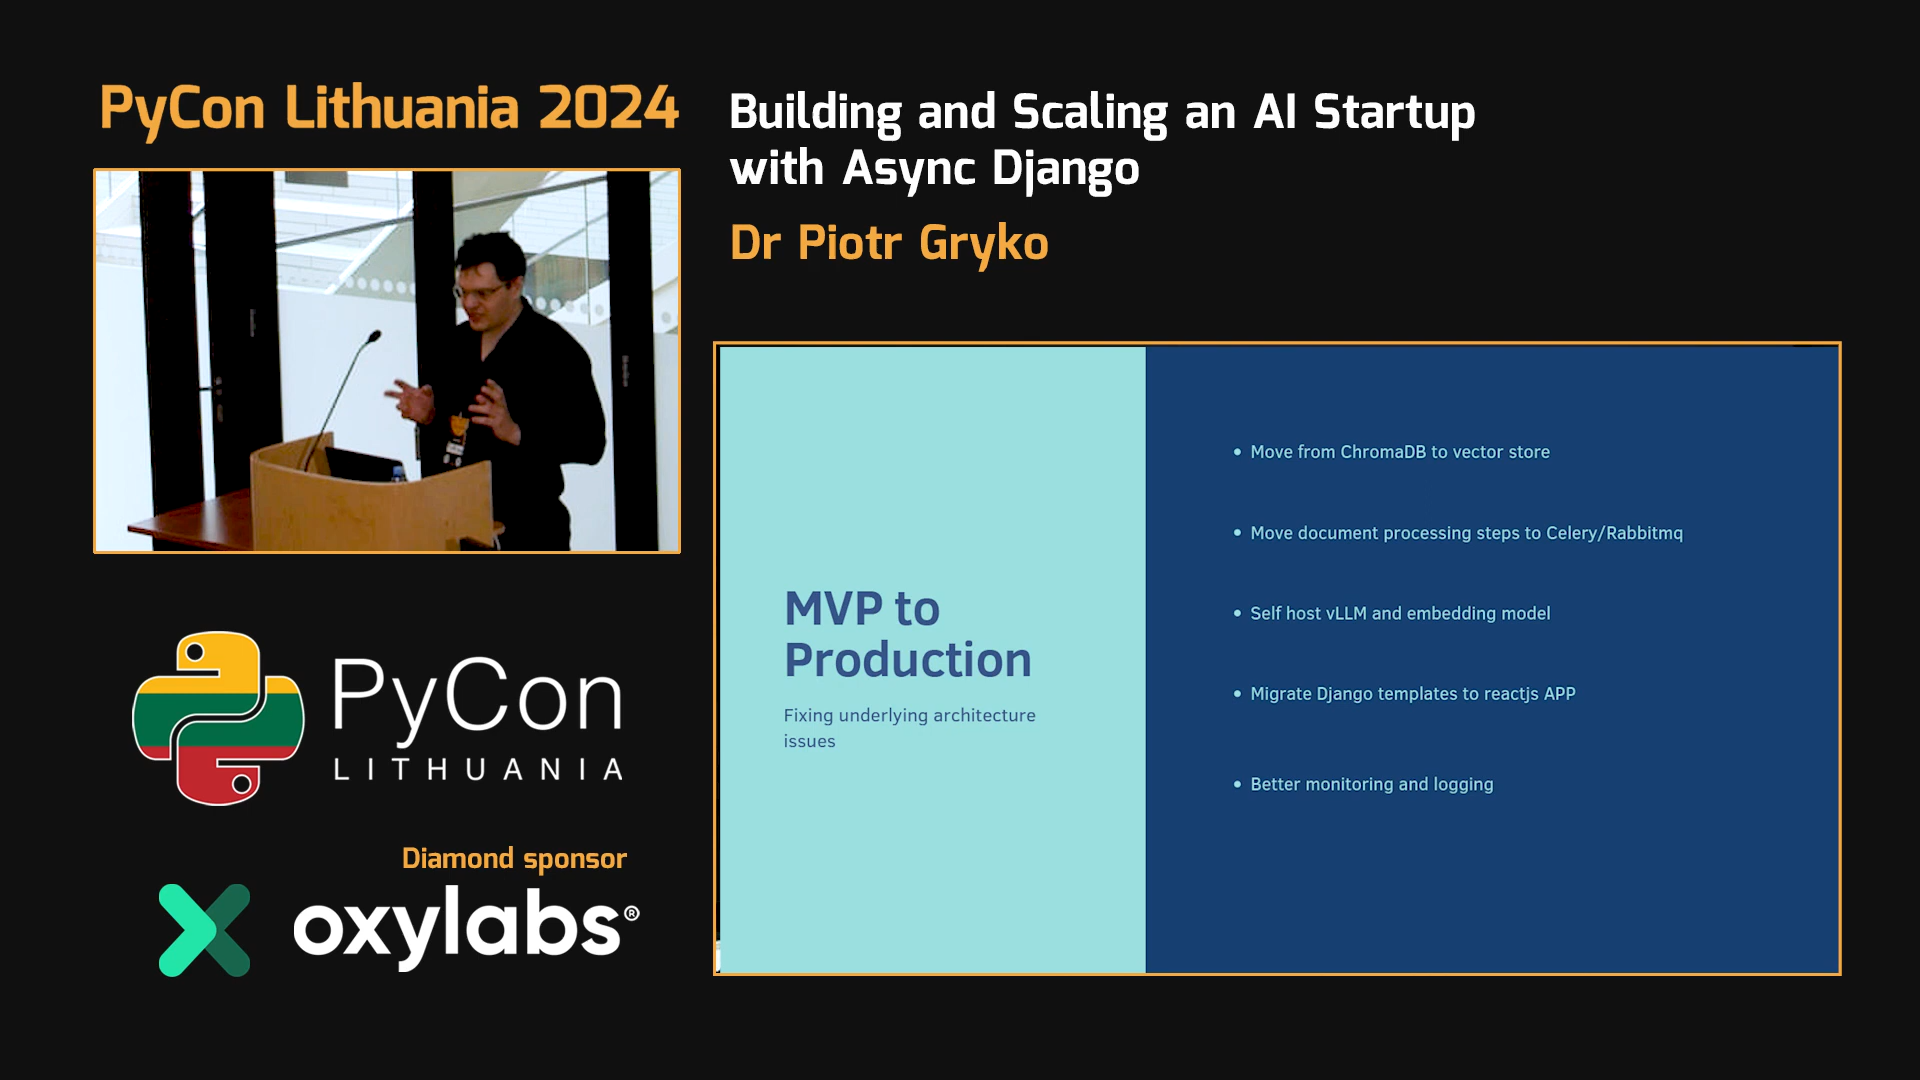 PyCon Lithuania 2024
Building and Scaling an AI Startup
with Async Django
Dr Piotr Gryko
MVP to
Production
Fixing underlying architecture
issues
• Move from ChromaDB to vector store
• Move document processing steps to Celery/Rabbitmq
• Self host vLLM and embedding model
• Migrate Django templates to reactjs APP
• Better monitoring and logging
PyCon
LITHUANIA
Diamond sponsor
oxylabs®